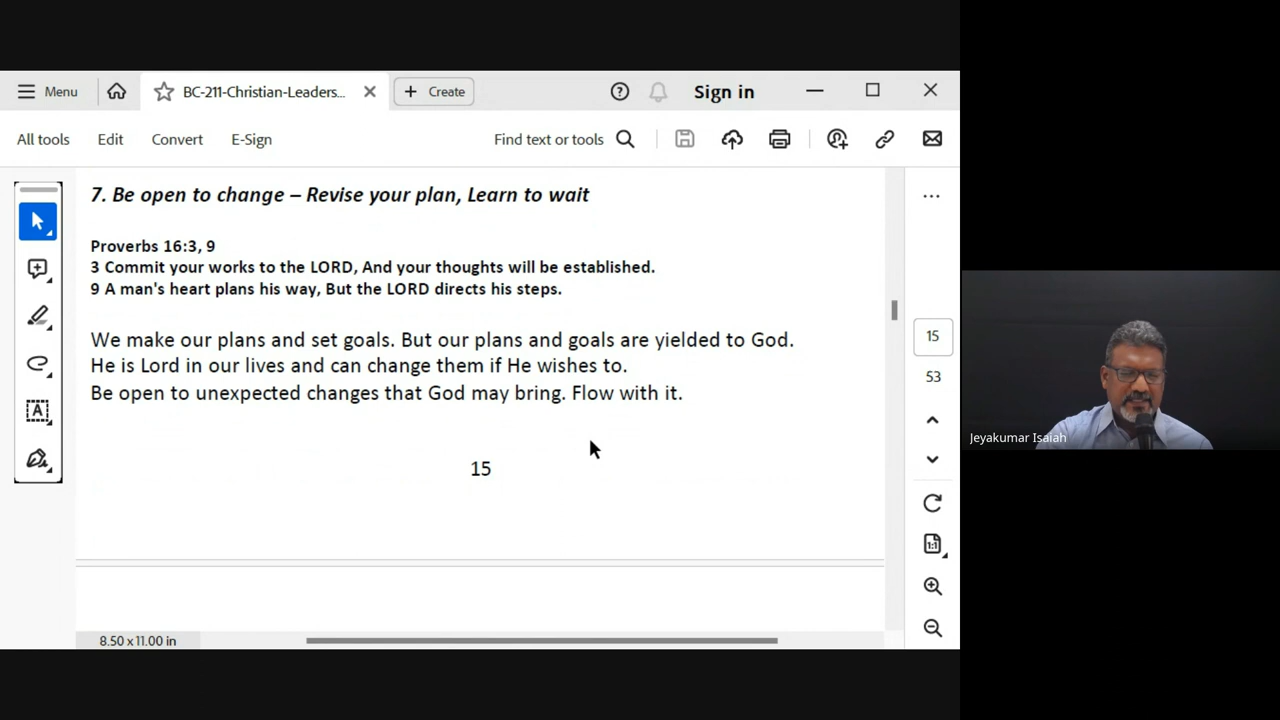 Menu
BC-211-Christian-Leaders...
Create
Sign in
All tools
Edit
Convert
E-Sign
Find text or tools
7. Be open to change – Revise your plan, Learn to wait
Proverbs 16:3, 9
3 Commit your works to the LORD, And your thoughts will be established.
9 A man's heart plans his way, But the LORD directs his steps.
We make our plans and set goals. But our plans and goals are yielded to God.
He is Lord in our lives and can change them if He wishes to.
Be open to unexpected changes that God may bring. Flow with it.
15
15
53
1:1
8.50 x 11.00 in
Jeyakumar Isaiah